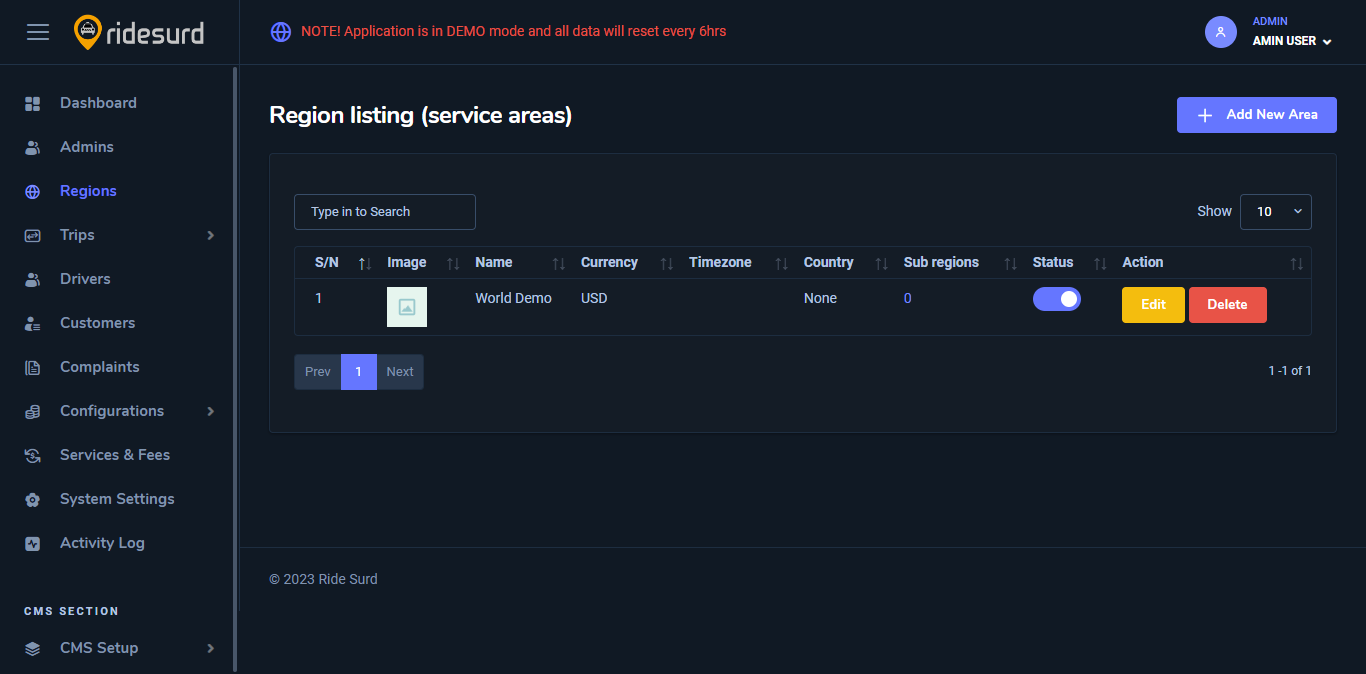 ridesurd
NOTE! Application is in DEMO mode and all data will reset every 6hrs
ADMIN
AMIN USER
Dashboard
Admins
Regions
Trips
Drivers
Customers
Complaints
Configurations
Services & Fees
System Settings
Activity Log
CMS SECTION
CMS Setup
Region listing (service areas)
Add New Area
Type in to Search
Show 10
S/N Image Name Currency Timezone Country Sub regions Status Action
1 World Demo USD None 0 Edit Delete
Prev 1 Next
1 -1 of 1
© 2023 Ride Surd